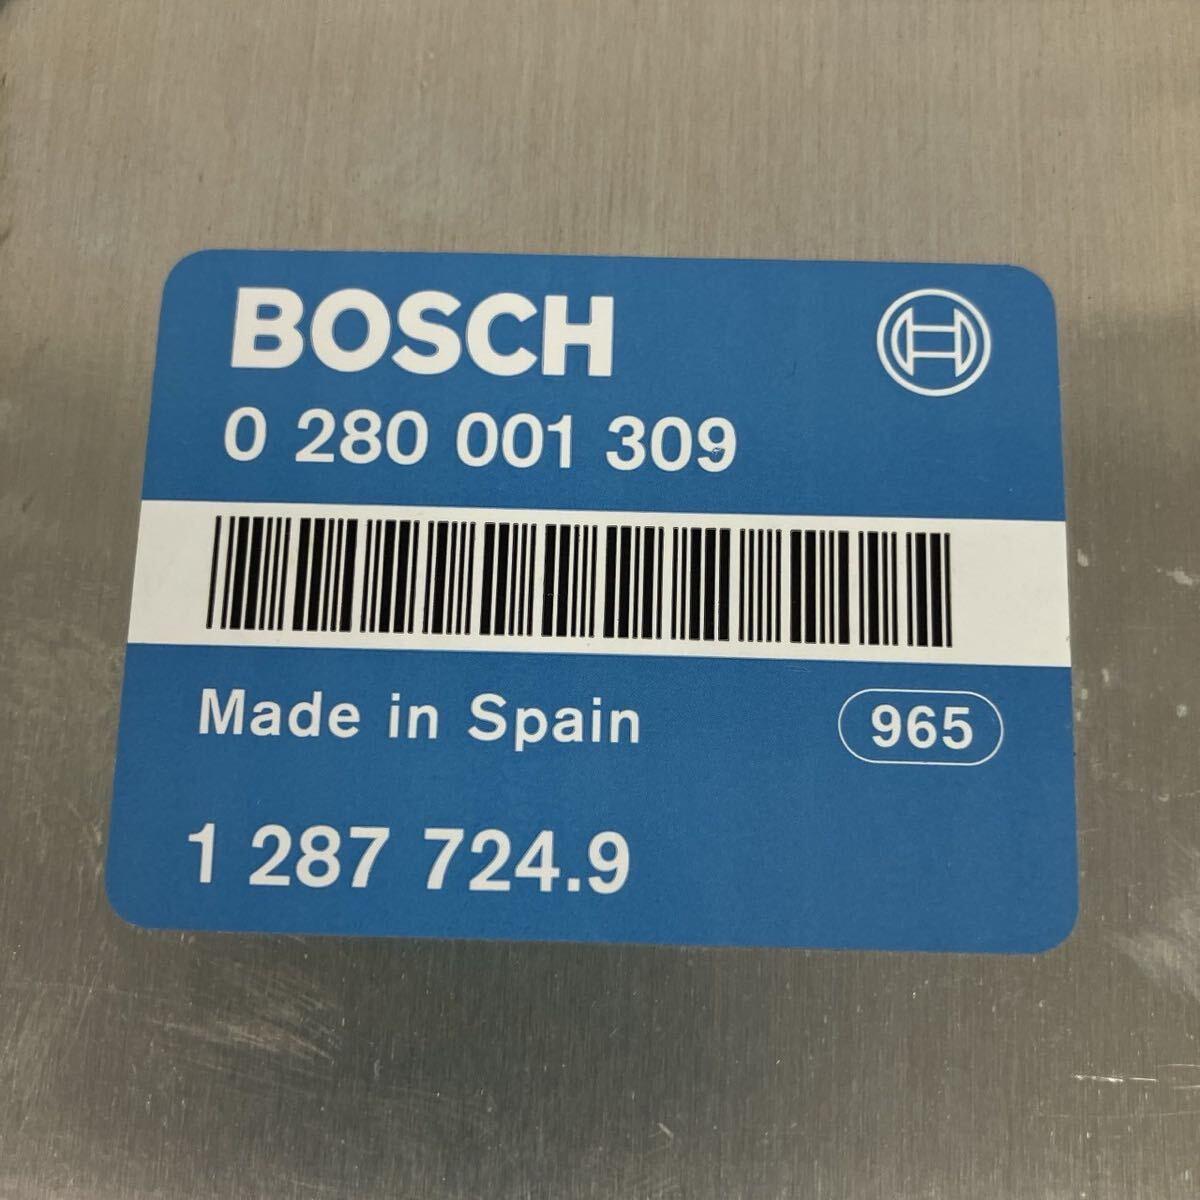 BOSCH
0 280 001 309
Made in Spain
965
1 287 724.9